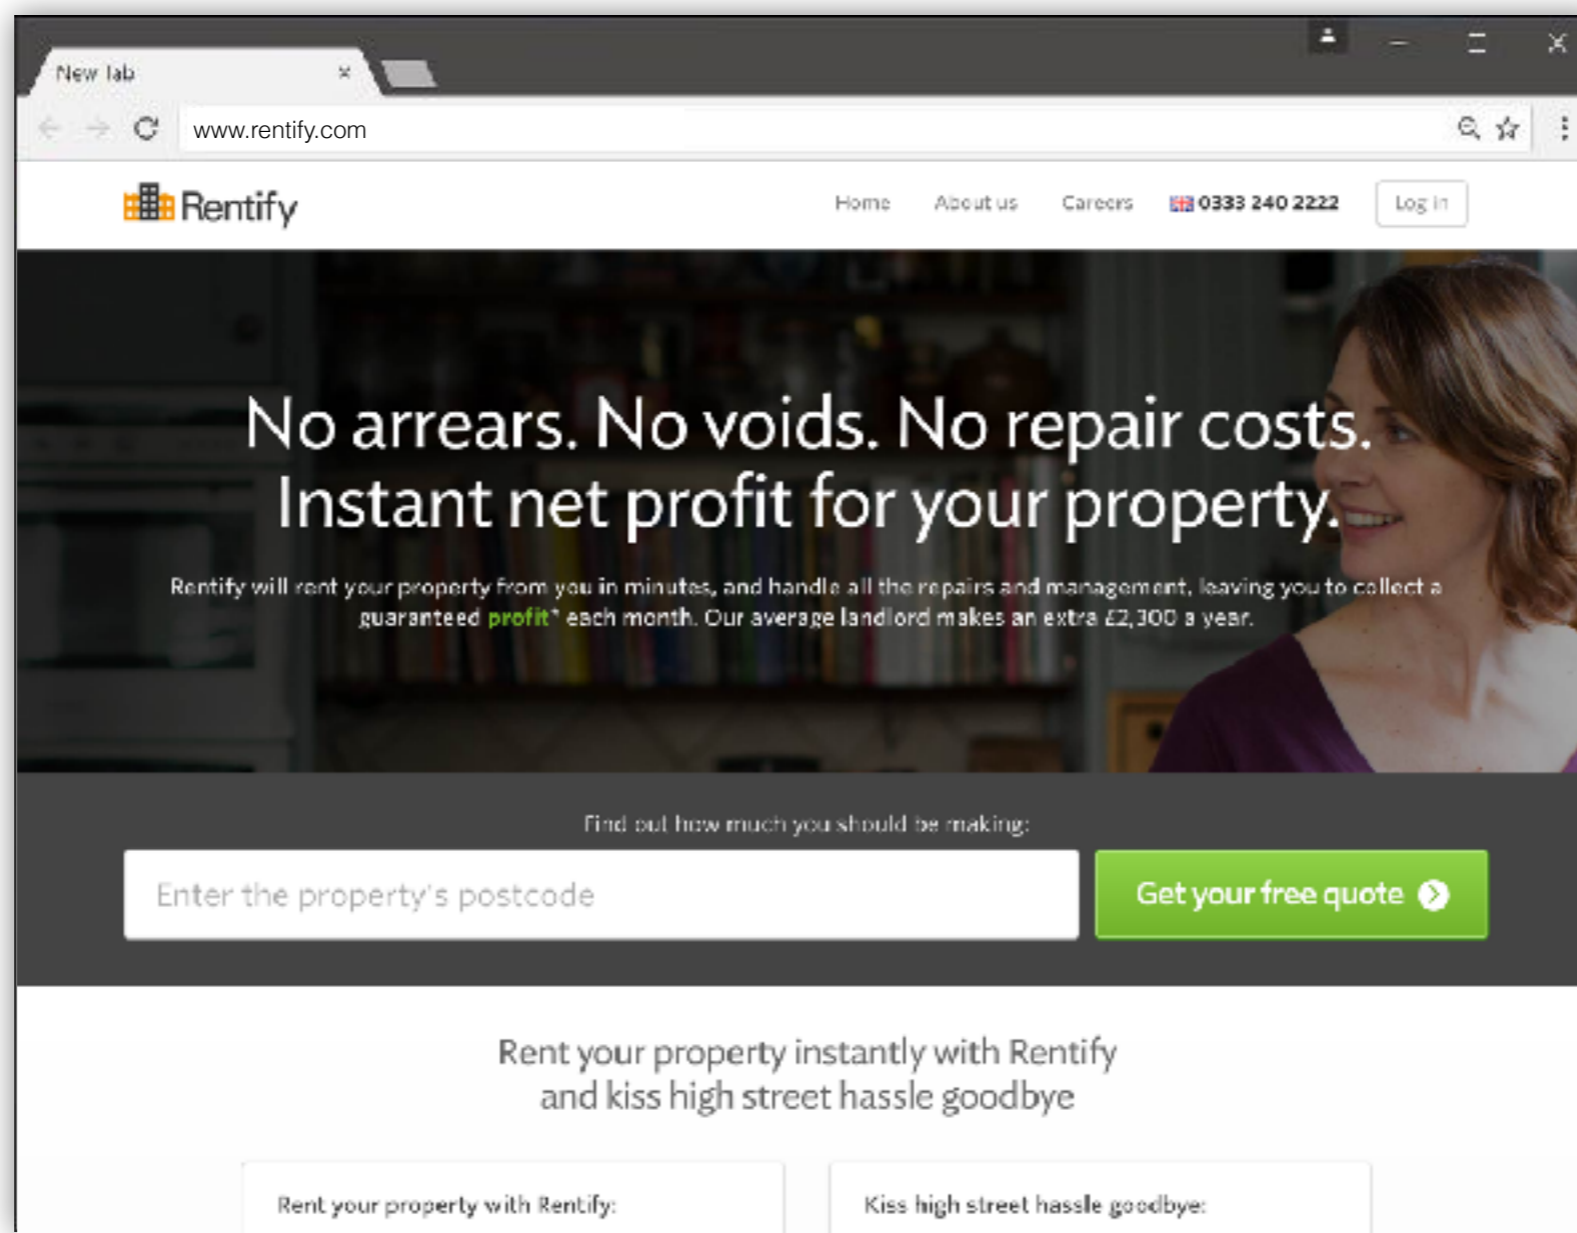 New Tab
www.rentify.com
Rentify
Home About us Careers 0333 240 2222 Log in
No arrears. No voids. No repair costs.
Instant net profit for your property.
Rentify will rent your property from you in minutes, and handle all the repairs and management, leaving you to collect a
guaranteed profit* each month. Our average landlord makes an extra £2,300 a year.
Find out how much you should be making:
Enter the property's postcode
Get your free quote
Rent your property instantly with Rentify
and kiss high street hassle goodbye
Rent your property with Rentify:
Kiss high street hassle goodbye: